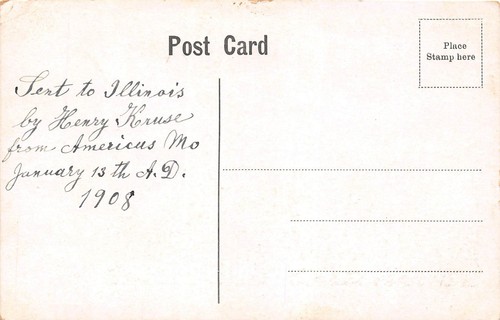 Post Card
Place
Stamp here
Sent to Illinois
by Henry Kruse
from Americus Mo
January 13th A.D.
1908